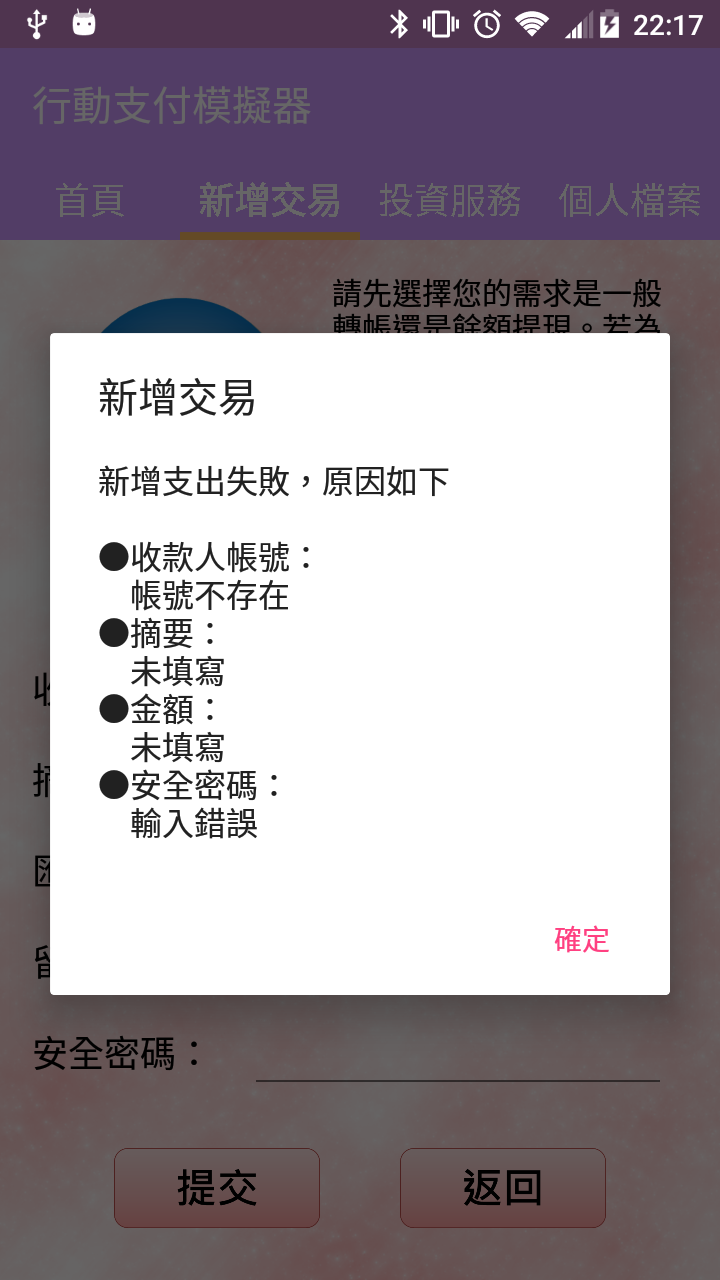 22:17
行動支付模擬器
首頁 新增交易 投資服務 個人檔案
請先選擇您的需求是一般
轉帳還是餘額提現。若為
新增交易
新增支出失敗，原因如下
●收款人帳號：
帳號不存在
●摘要：
未填寫
●金額：
未填寫
●安全密碼：
輸入錯誤
確定
安全密碼：
提交 返回